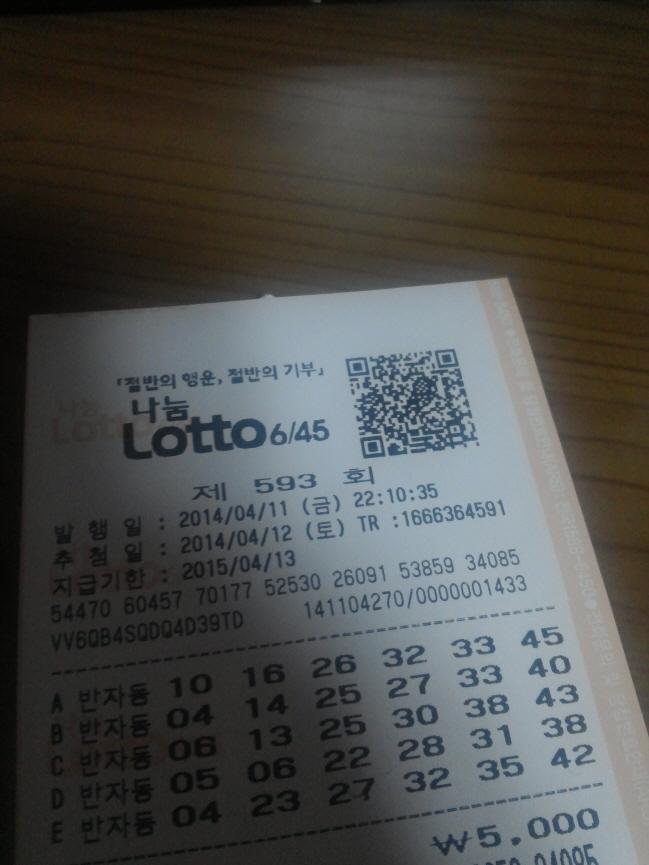 「절반의 행운, 절반의 기부」
나눔
Lotto 6/45
제 593 회
발 행 일 : 2014/04/11 (금) 22:10:35
추 첨 일 : 2014/04/12 (토) TR :1666364591
지급기한 : 2015/04/13
54470 60457 70177 52530 26091 53859 34085
VV6QB4SQDQ4D39TD 141104270/0000001433
A 반자동 10 16 26 32 33 45
B 반자동 04 14 25 27 33 40
C 반자동 06 13 25 30 38 43
D 반자동 05 06 22 28 31 38
E 반자동 04 23 27 32 35 42
₩5,000